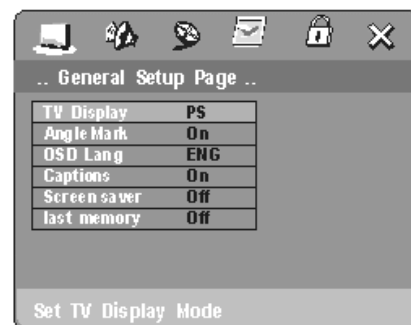 .. General Setup Page ..
TV Display PS
Angle Mark On
OSD Lang ENG
Captions On
Screen saver Off
last memory Off
Set TV Display Mode